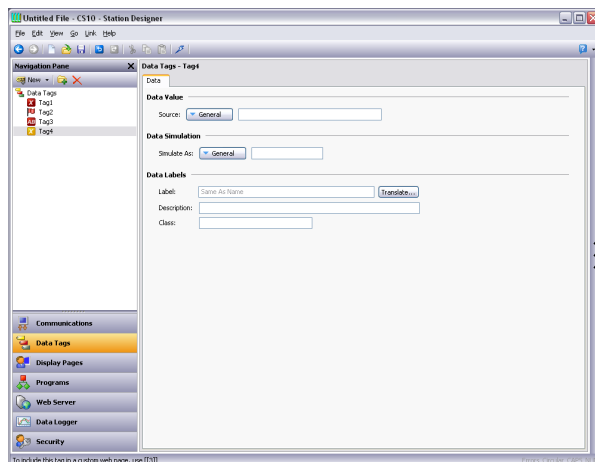 Untitled File - CS10 - Station Designer
File Edit View Go Link Help
Navigation Pane
Data Tags - Tag4
New
Data
Data Tags
Tag1
Tag2
Tag3
Tag4
Data Value
Source: General
Data Simulation
Simulate As: General
Data Labels
Label: Same As Name Translate...
Description:
Class:
Communications
Data Tags
Display Pages
Programs
Web Server
Data Logger
Security
To include this tag in a custom web page, use [[3]]